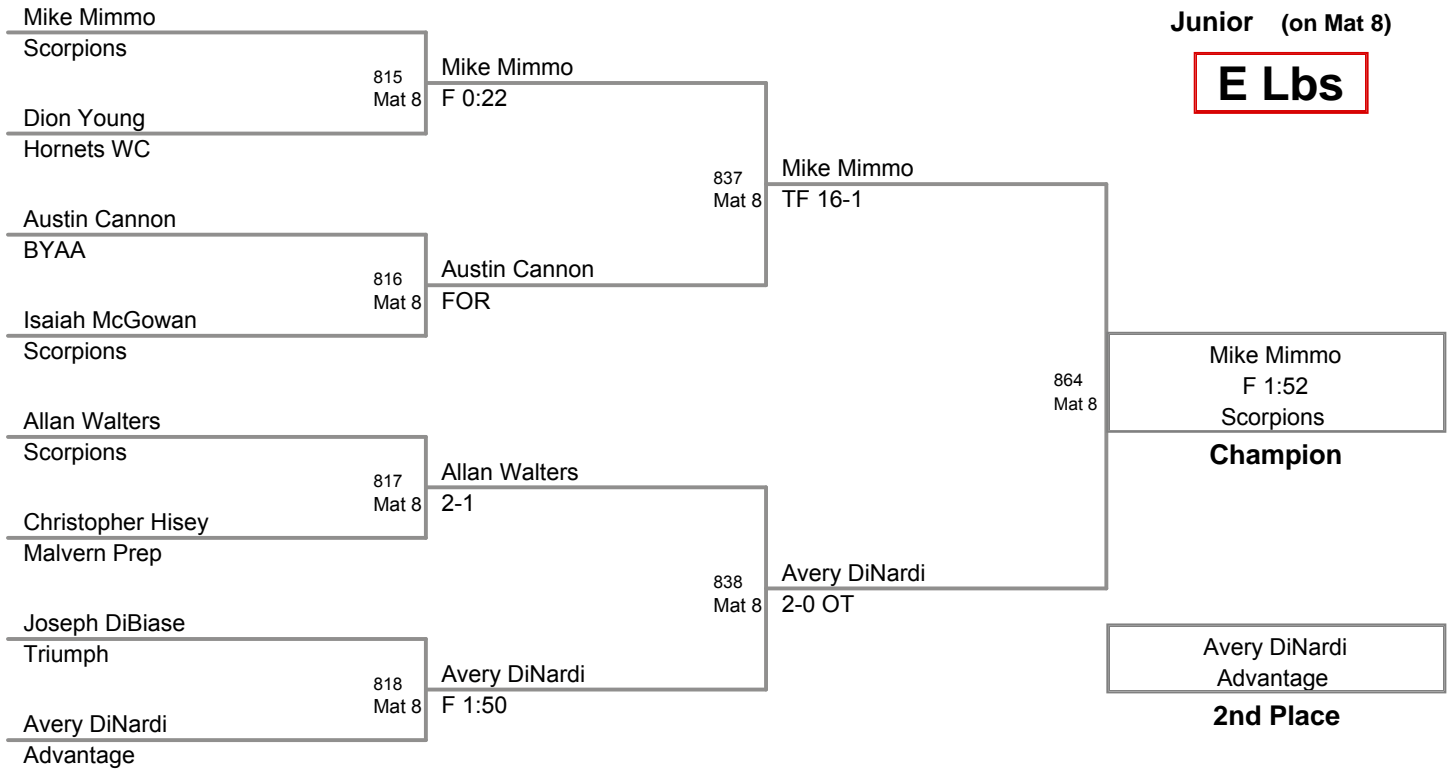 Junior (on Mat 8)
E Lbs
Mike Mimmo
Scorpions
Dion Young
Hornets WC
Austin Cannon
BYAA
Isaiah McGowan
Scorpions
Allan Walters
Scorpions
Christopher Hisey
Malvern Prep
Joseph DiBiase
Triumph
Avery DiNardi
Advantage
815
Mat 8
Mike Mimmo
F 0:22
816
Mat 8
Austin Cannon
FOR
817
Mat 8
Allan Walters
2-1
818
Mat 8
Avery DiNardi
F 1:50
837
Mat 8
Mike Mimmo
TF 16-1
838
Mat 8
Avery DiNardi
2-0 OT
864
Mat 8
Mike Mimmo
F 1:52
Scorpions
Champion
Avery DiNardi
Advantage
2nd Place